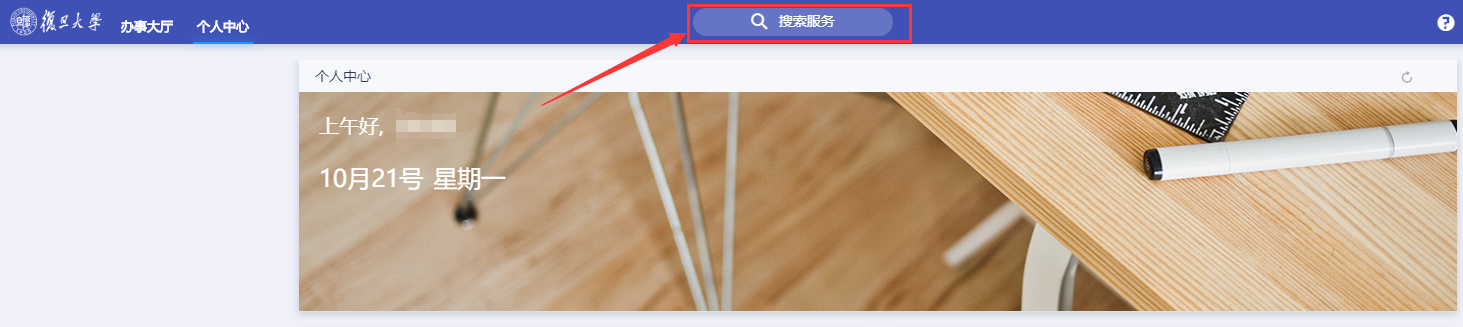 復旦大學 办事大厅 个人中心 搜索服务 ?
个人中心
上午好,
10月21号 星期一